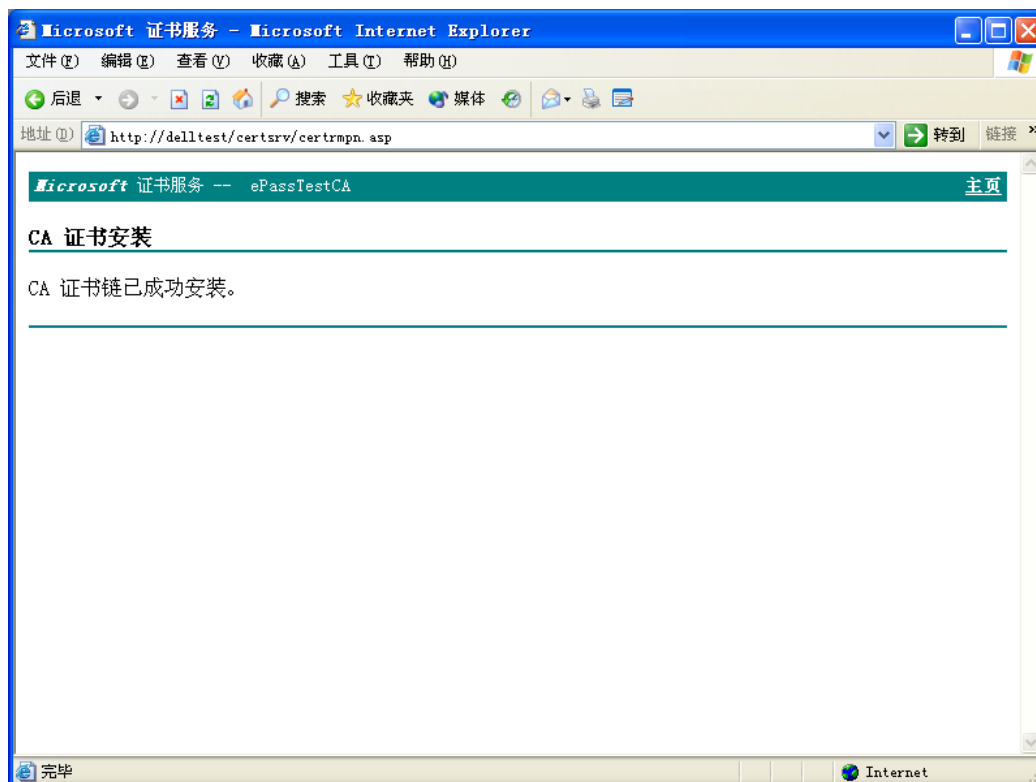 Microsoft 证书服务 - Microsoft Internet Explorer
文件(F) 编辑(E) 查看(V) 收藏(A) 工具(T) 帮助(H)
后退 搜索 收藏夹 媒体
地址(D) http://delltest/certsrv/certrmpn.asp 转到 链接 »
Microsoft 证书服务 -- ePassTestCA 主页
CA 证书安装
CA 证书链已成功安装。
完毕 Internet